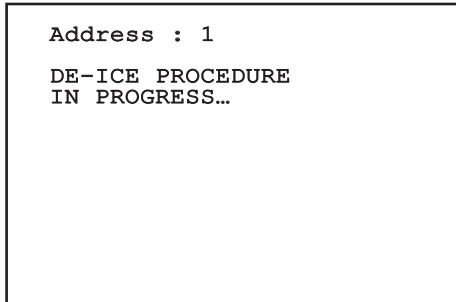 Address : 1
DE-ICE PROCEDURE
IN PROGRESS…